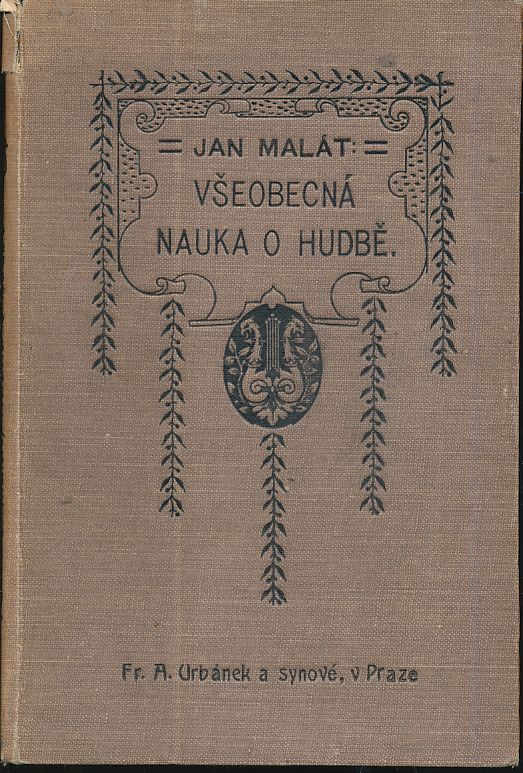 = JAN MALÁT: =
VŠEOBECNÁ
NAUKA O HUDBĚ.
Fr. A. Urbánek a synové, v Praze